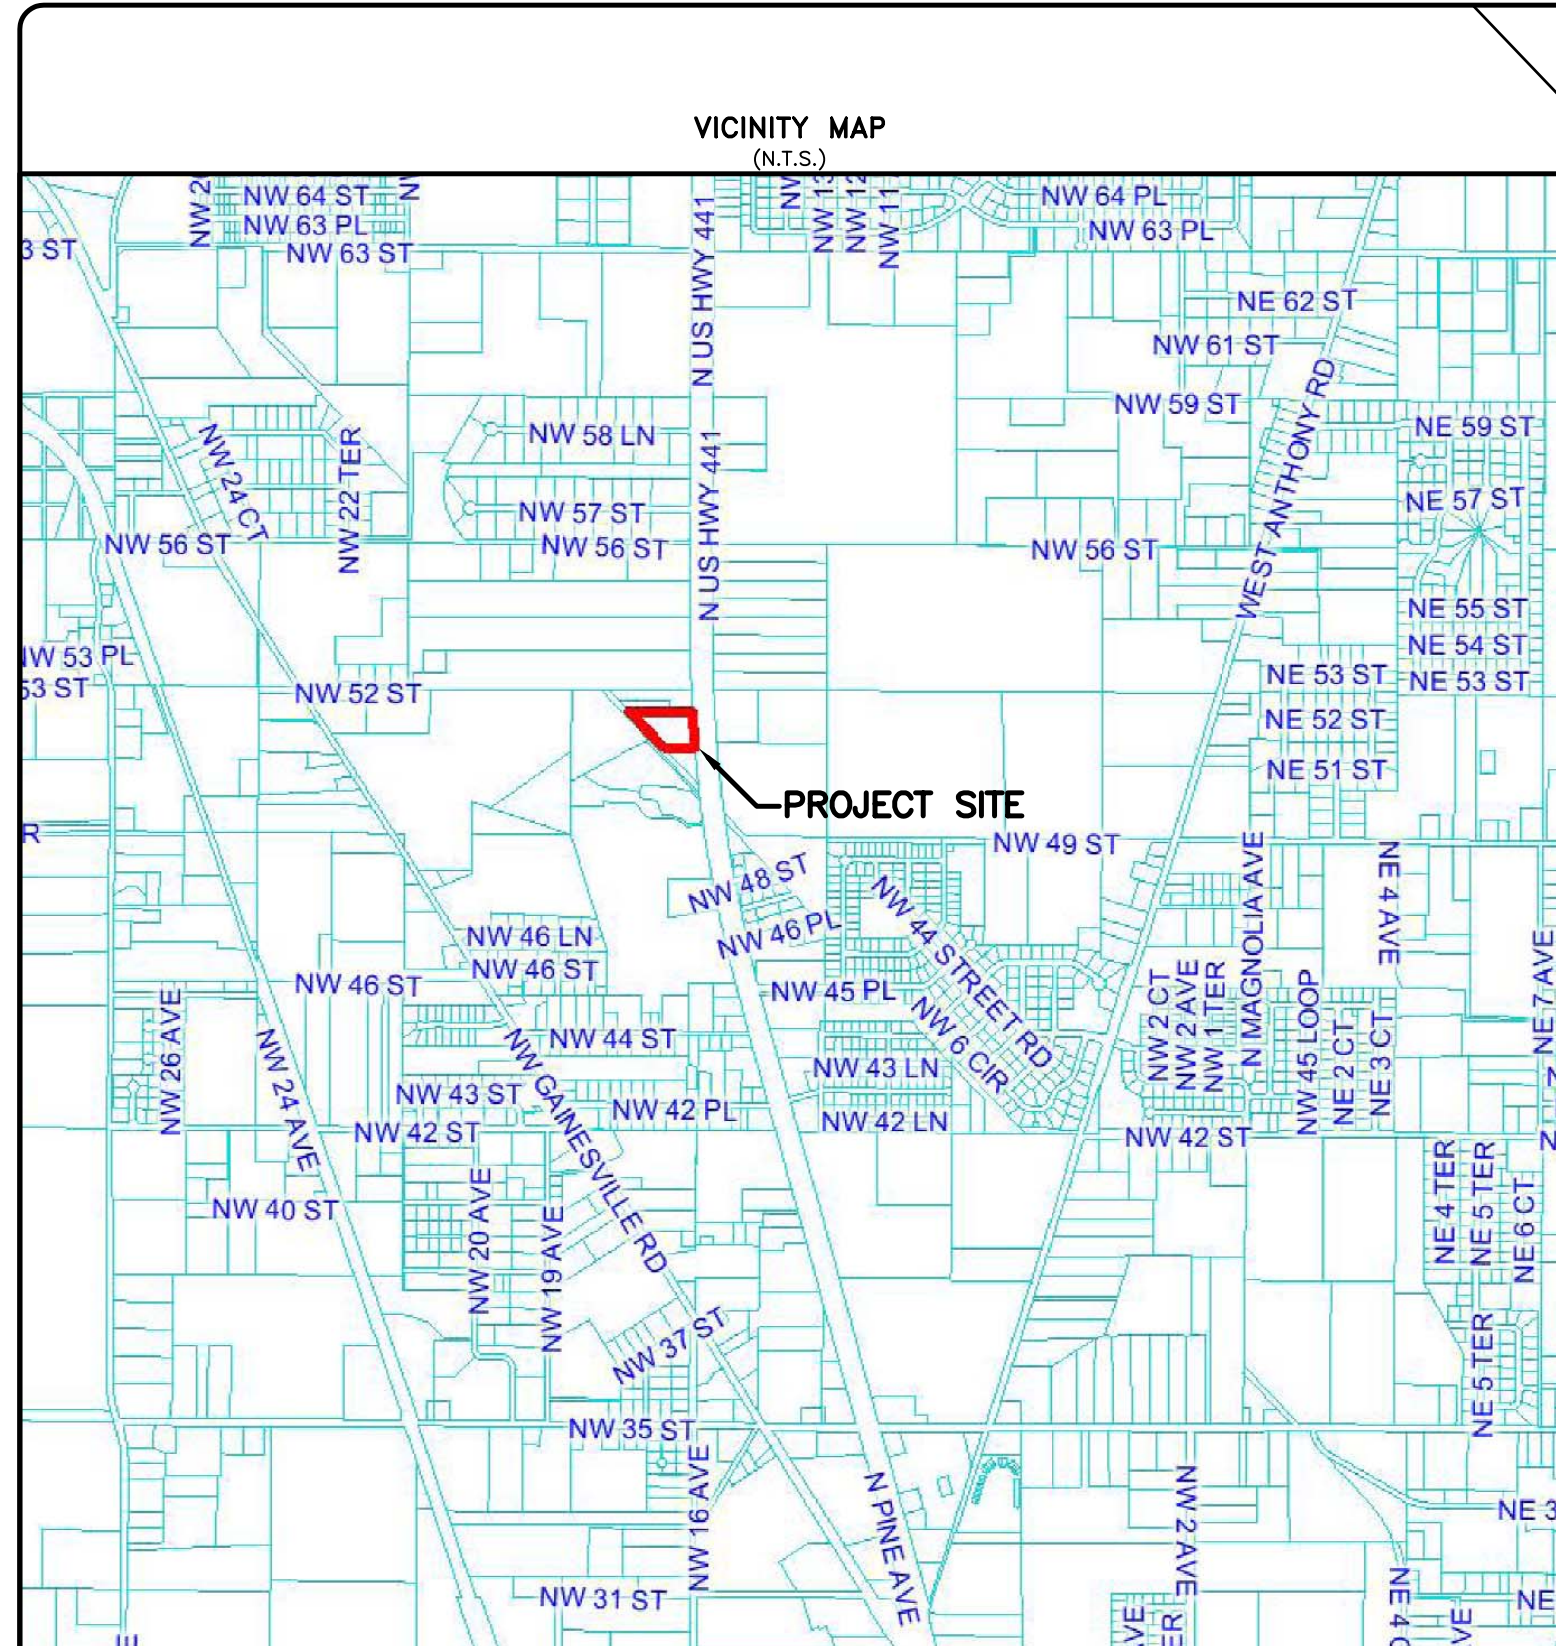 VICINITY MAP
(N.T.S.)
NW 64 ST
NW 63 PL
NW 63 ST
3 ST
N US HWY 441
NW 64 PL
NW 63 PL
NE 62 ST
NW 61 ST
NW 59 ST
WEST ANTHONY RD
NE 59 ST
NW 58 LN
N US HWY 441
NW 24 CT
NW 22 TER
NE 57 ST
NW 57 ST
NW 56 ST
NW 56 ST
NW 56 ST
NE 55 ST
NE 54 ST
NW 53 PL
53 ST
NE 53 ST
NE 53 ST
NW 52 ST
NE 52 ST
NE 51 ST
PROJECT SITE
NW 49 ST
NW 48 ST
NW 46 PL
NW 44 STREET RD
N MAGNOLIA AVE
NE 4 AVE
NW 46 LN
NW 46 ST
NW 46 ST
NW 45 PL
NW 6 CIR
NW 2 CT
NW 2 AVE
NW 1 TER
NW 45 LOOP
NE 2 CT
NE 3 CT
NE 7 AVE
NW 26 AVE
NW 24 AVE
NW 44 ST
NW GAINESVILLE RD
NW 43 LN
NW 43 ST
NW 42 PL
NW 42 LN
NW 42 ST
NW 42 ST
NW 40 ST
NW 20 AVE
NW 19 AVE
NE 4 TER
NE 5 TER
NE 6 CT
NW 37 ST
NE 5 TER
NW 35 ST
NW 16 AVE
N PINE AVE
NW 2 AVE
NE 3
NW 31 ST
NE 4
NE